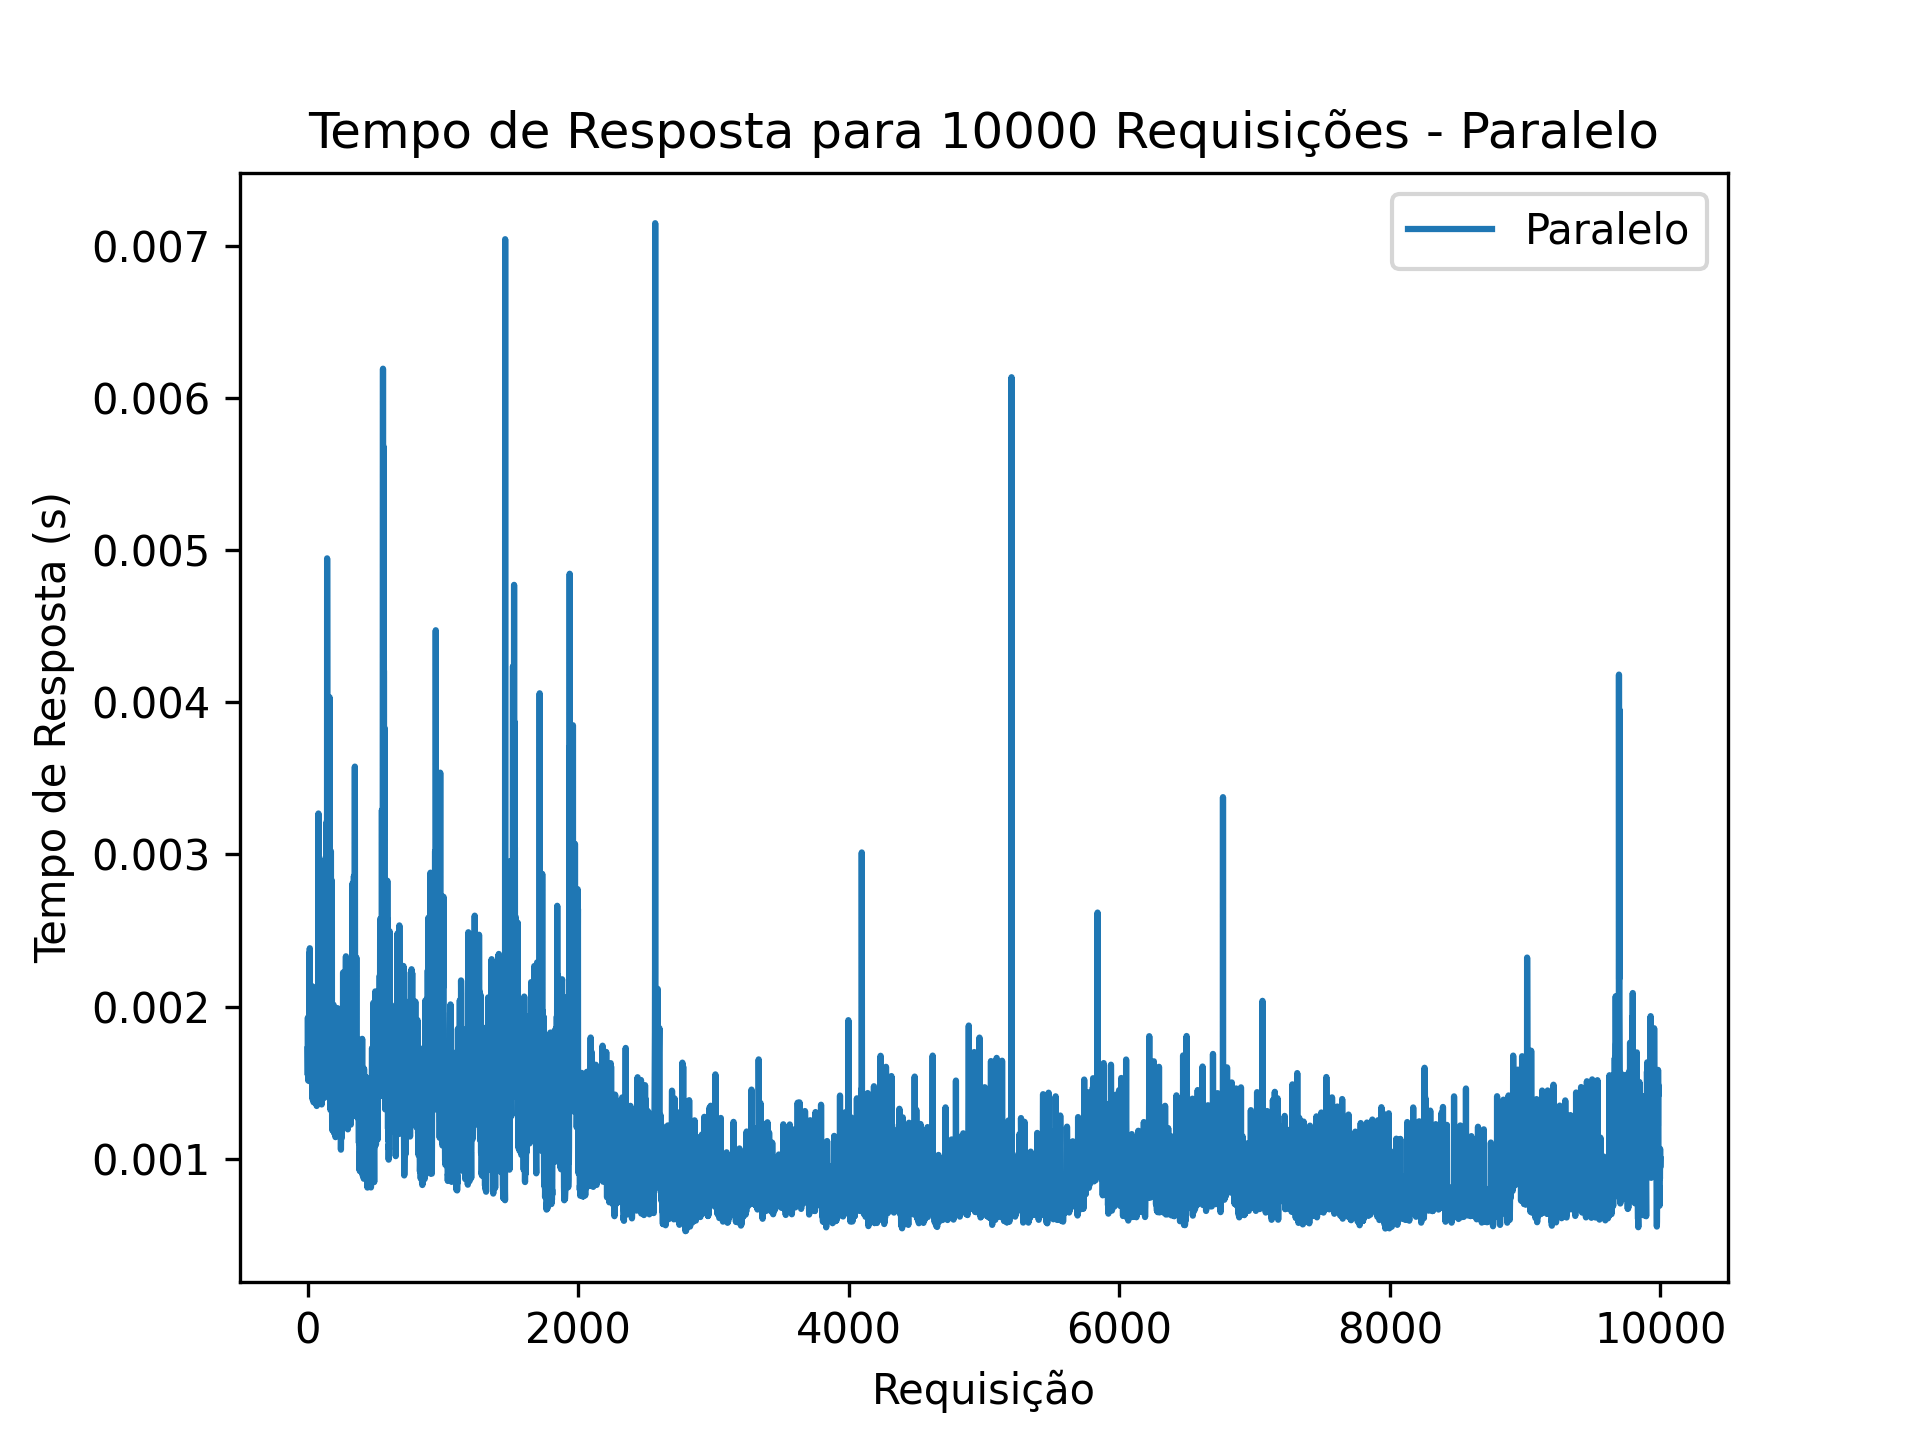 Tempo de Resposta para 10000 Requisições - Paralelo
Paralelo
Tempo de Resposta (s)
0.007
0.006
0.005
0.004
0.003
0.002
0.001
0 2000 4000 6000 8000 10000
Requisição